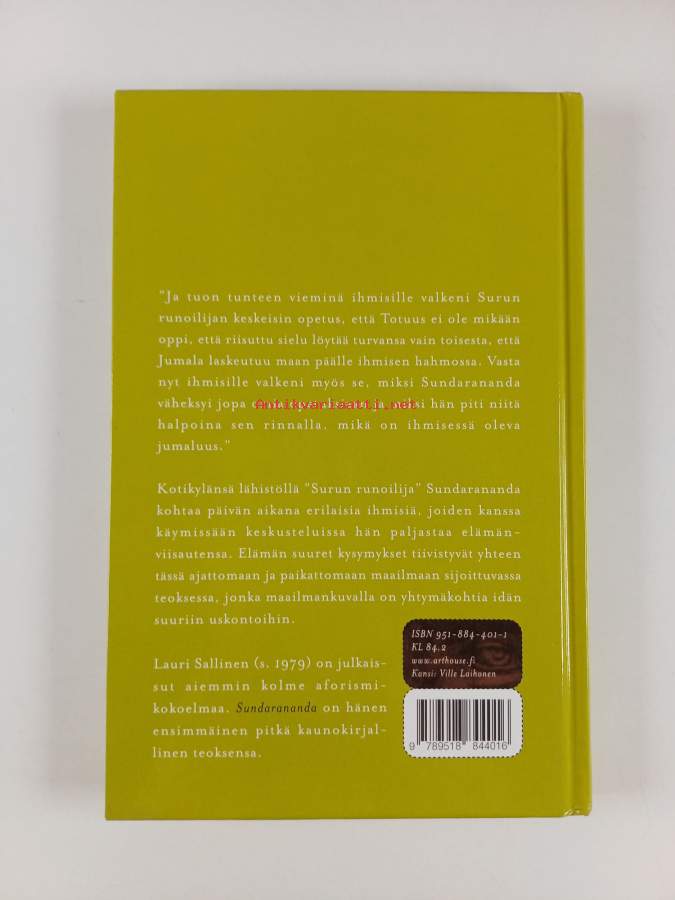 "Ja tuon tunteen vieminä ihmisille valkeni Surun
runoilijan keskeisin opetus, että Totuus ei ole mikään
oppi, että riisuttu sielu löytää turvansa vain toisesta, että
Jumala laskeutuu maan päälle ihmisen hahmossa. Vasta
nyt ihmisille valkeni myös se, miksi Sundarananda
väheksyi jopa hän piti niitä
Antikvariaatti.net
halpoina sen rinnalla, mikä on ihmisessä oleva
jumaluus."
Kotikylänsä lähistöllä "Surun runoilija" Sundarananda
kohtaa päivän aikana erilaisia ihmisiä, joiden kanssa
käymissään keskusteluissa hän paljastaa elämän-
viisautensa. Elämän suuret kysymykset tiivistyvät yhteen
tässä ajattomaan ja paikattomaan maailmaan sijoittuvassa
teoksessa, jonka maailmankuvalla on yhtymäkohtia idän
suuriin uskontoihin.
Lauri Sallinen (s. 1979) on julkais-
sut aiemmin kolme aforismi-
kokoelmaa. Sundarananda on hänen
ensimmäinen pitkä kaunokirjal-
linen teoksensa.
ISBN 951-884-401-1
KL 84.2
www.arthouse.fi
Kansi: Ville Laihonen
9 789518 844016